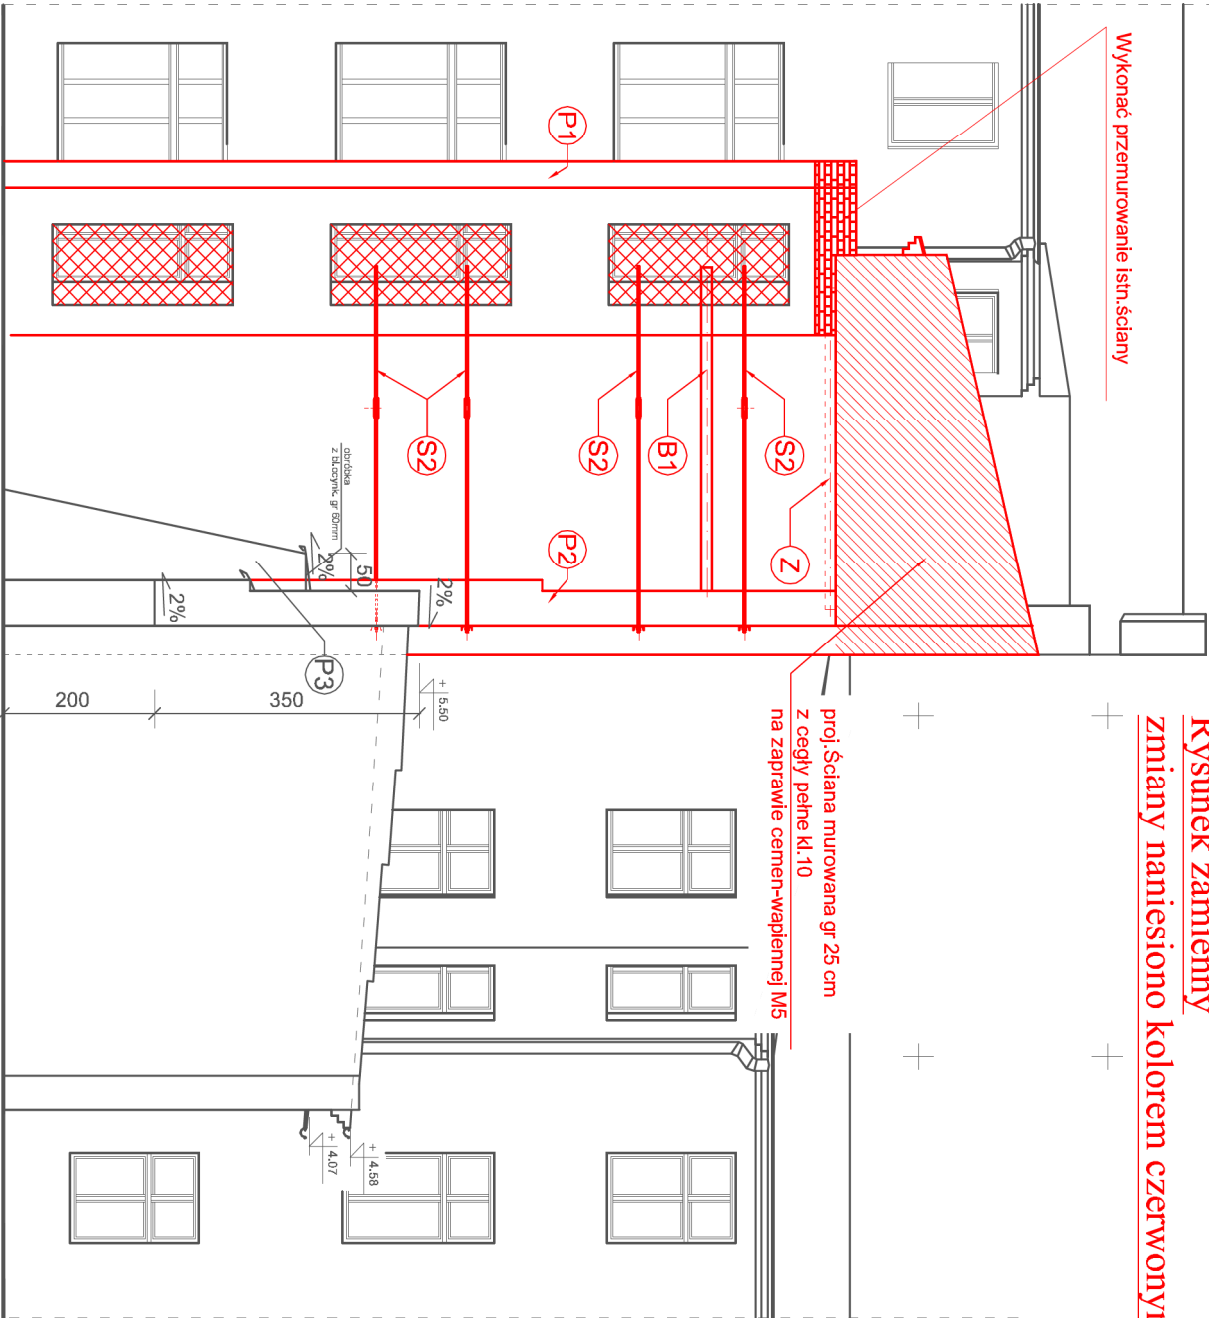 Rysunek zamienny
zmiany naniesiono kolorem czerwonym
Wykonać przemurowanie istn.ściany
P1
S2
S2
B1
S2
Z
P2
P3
obróbka
z bl.ocynk. gr 60mm
2%
50
2%
2%
200
350
+ 5.50
proj.Ściana murowana gr 25 cm
z cegły pełne kl.10
na zaprawie cemen-wapiennej M5
+ 4.07
+ 4.58